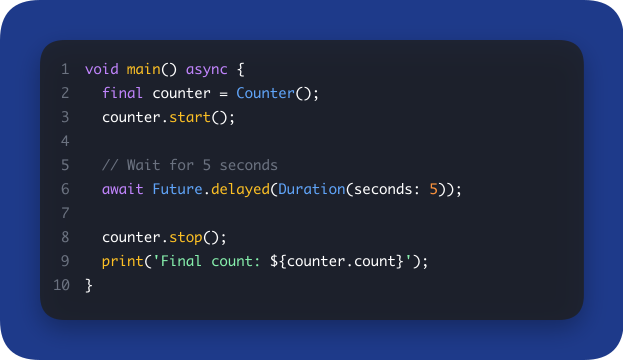 1 void main() async {
2   final counter = Counter();
3   counter.start();
4
5   // Wait for 5 seconds
6   await Future.delayed(Duration(seconds: 5));
7
8   counter.stop();
9   print('Final count: ${counter.count}');
10 }